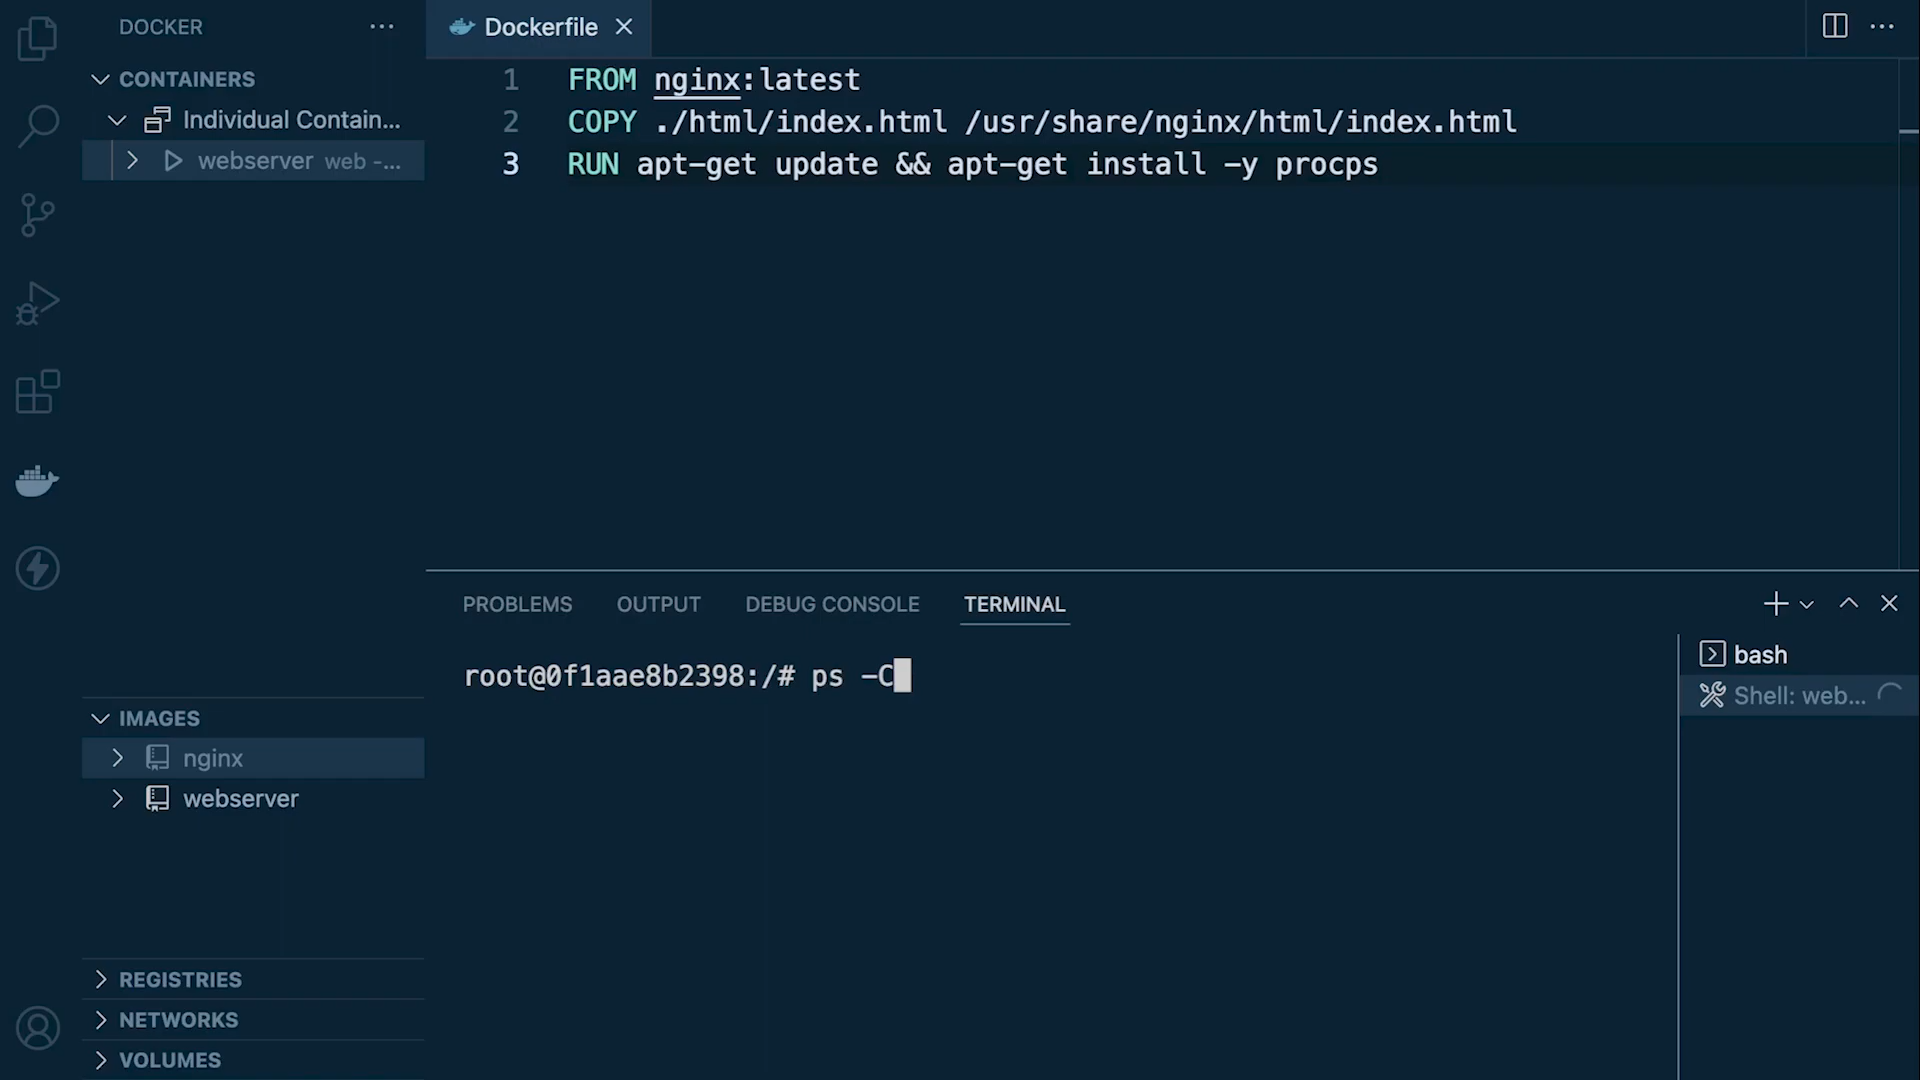 DOCKER
CONTAINERS
Individual Contain...
webserver web -...
IMAGES
nginx
webserver
REGISTRIES
NETWORKS
VOLUMES
Dockerfile
1 FROM nginx:latest
2 COPY ./html/index.html /usr/share/nginx/html/index.html
3 RUN apt-get update && apt-get install -y procps
PROBLEMS OUTPUT DEBUG CONSOLE TERMINAL
root@0f1aae8b2398:/# ps -C
bash
Shell: web...